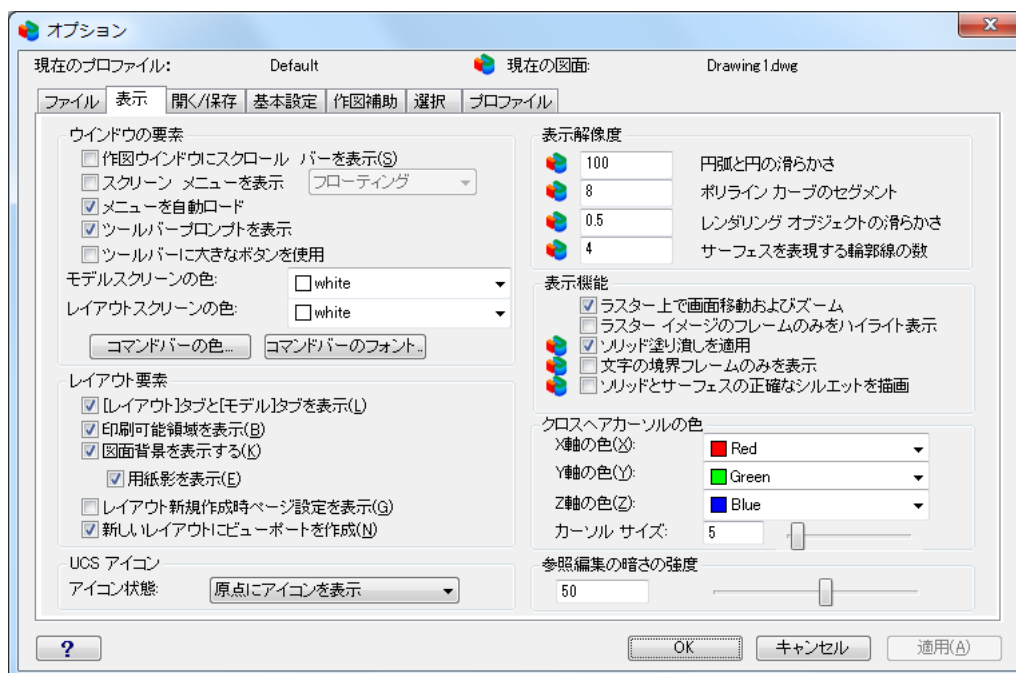 オプション
現在のプロファイル: Default 現在の図面: Drawing1.dwg
ファイル 表示 開く/保存 基本設定 作図補助 選択 プロファイル
ウインドウの要素
作図ウインドウにスクロール バーを表示(S)
スクリーン メニューを表示 フローティング
メニューを自動ロード
ツールバープロンプトを表示
ツールバーに大きなボタンを使用
モデルスクリーンの色: white
レイアウトスクリーンの色: white
コマンドバーの色... コマンドバーのフォント..
レイアウト要素
[レイアウト]タブと[モデル]タブを表示(L)
印刷可能領域を表示(B)
図面背景を表示する(K)
用紙影を表示(E)
レイアウト新規作成時ページ設定を表示(G)
新しいレイアウトにビューポートを作成(N)
UCS アイコン
アイコン状態: 原点にアイコンを表示
表示解像度
100 円弧と円の滑らかさ
8 ポリライン カーブのセグメント
0.5 レンダリング オブジェクトの滑らかさ
4 サーフェスを表現する輪郭線の数
表示機能
ラスター上で画面移動およびズーム
ラスター イメージのフレームのみをハイライト表示
ソリッド塗り潰しを適用
文字の境界フレームのみを表示
ソリッドとサーフェスの正確なシルエットを描画
クロスヘアカーソルの色
X軸の色(X): Red
Y軸の色(Y): Green
Z軸の色(Z): Blue
カーソル サイズ: 5
参照編集の暗さの強度
50
? OK キャンセル 適用(A)